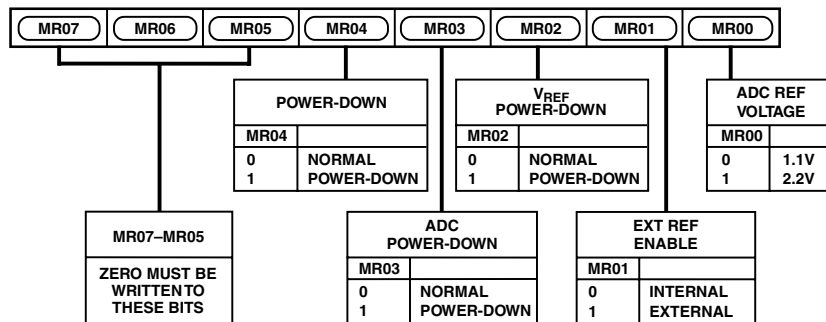 MR07 MR06 MR05 MR04 MR03 MR02 MR01 MR00
POWER-DOWN
MR04
0 NORMAL
1 POWER-DOWN
VREF
POWER-DOWN
MR02
0 NORMAL
1 POWER-DOWN
ADC REF
VOLTAGE
MR00
0 1.1V
1 2.2V
MR07–MR05
ZERO MUST BE
WRITTEN TO
THESE BITS
ADC
POWER-DOWN
MR03
0 NORMAL
1 POWER-DOWN
EXT REF
ENABLE
MR01
0 INTERNAL
1 EXTERNAL